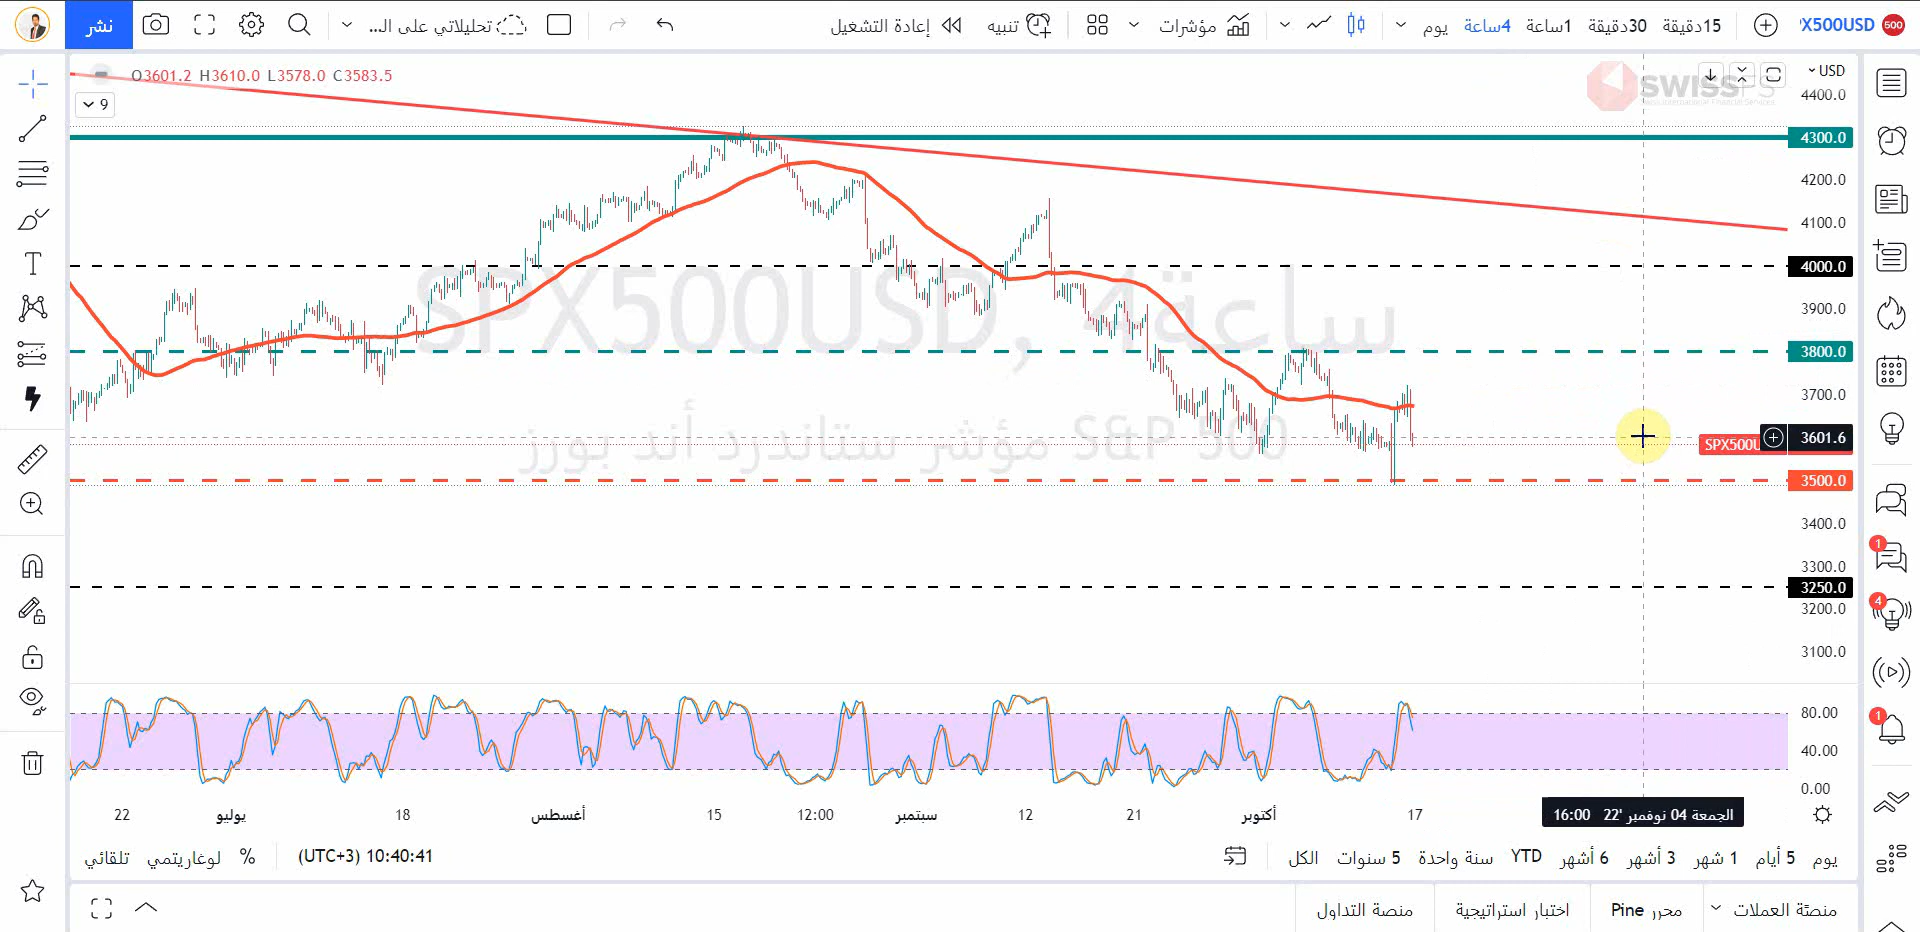 نشر
تحليلاتي على الـ...
إعادة التشغيل
تنبيه
مؤشرات
يوم
4ساعة
1ساعة
30دقيقة
15دقيقة
X500USD
500
O3601.2 H3610.0 L3578.0 C3583.5
9
SWISSFS
USD
4400.0
4300.0
4200.0
4100.0
4000.0
3900.0
3800.0
3700.0
SPX500U
3601.6
3500.0
3400.0
3300.0
3250.0
3200.0
3100.0
SPX500USD, 4ساعة
S&P 500 مؤشر ستاندرد أند بورز
80.00
40.00
0.00
22
يوليو
18
أغسطس
15
12:00
سبتمبر
12
21
أكتوبر
17
الجمعة 04 نوفمبر '22 16:00
تلقائي
لوغاريتمي
%
10:40:41 (UTC+3)
الكل
5 سنوات
سنة واحدة
YTD
6 أشهر
3 أشهر
1 شهر
5 أيام
يوم
منصة التداول
اختبار استراتيجية
محرر Pine
منصّة العملات
1
4
1